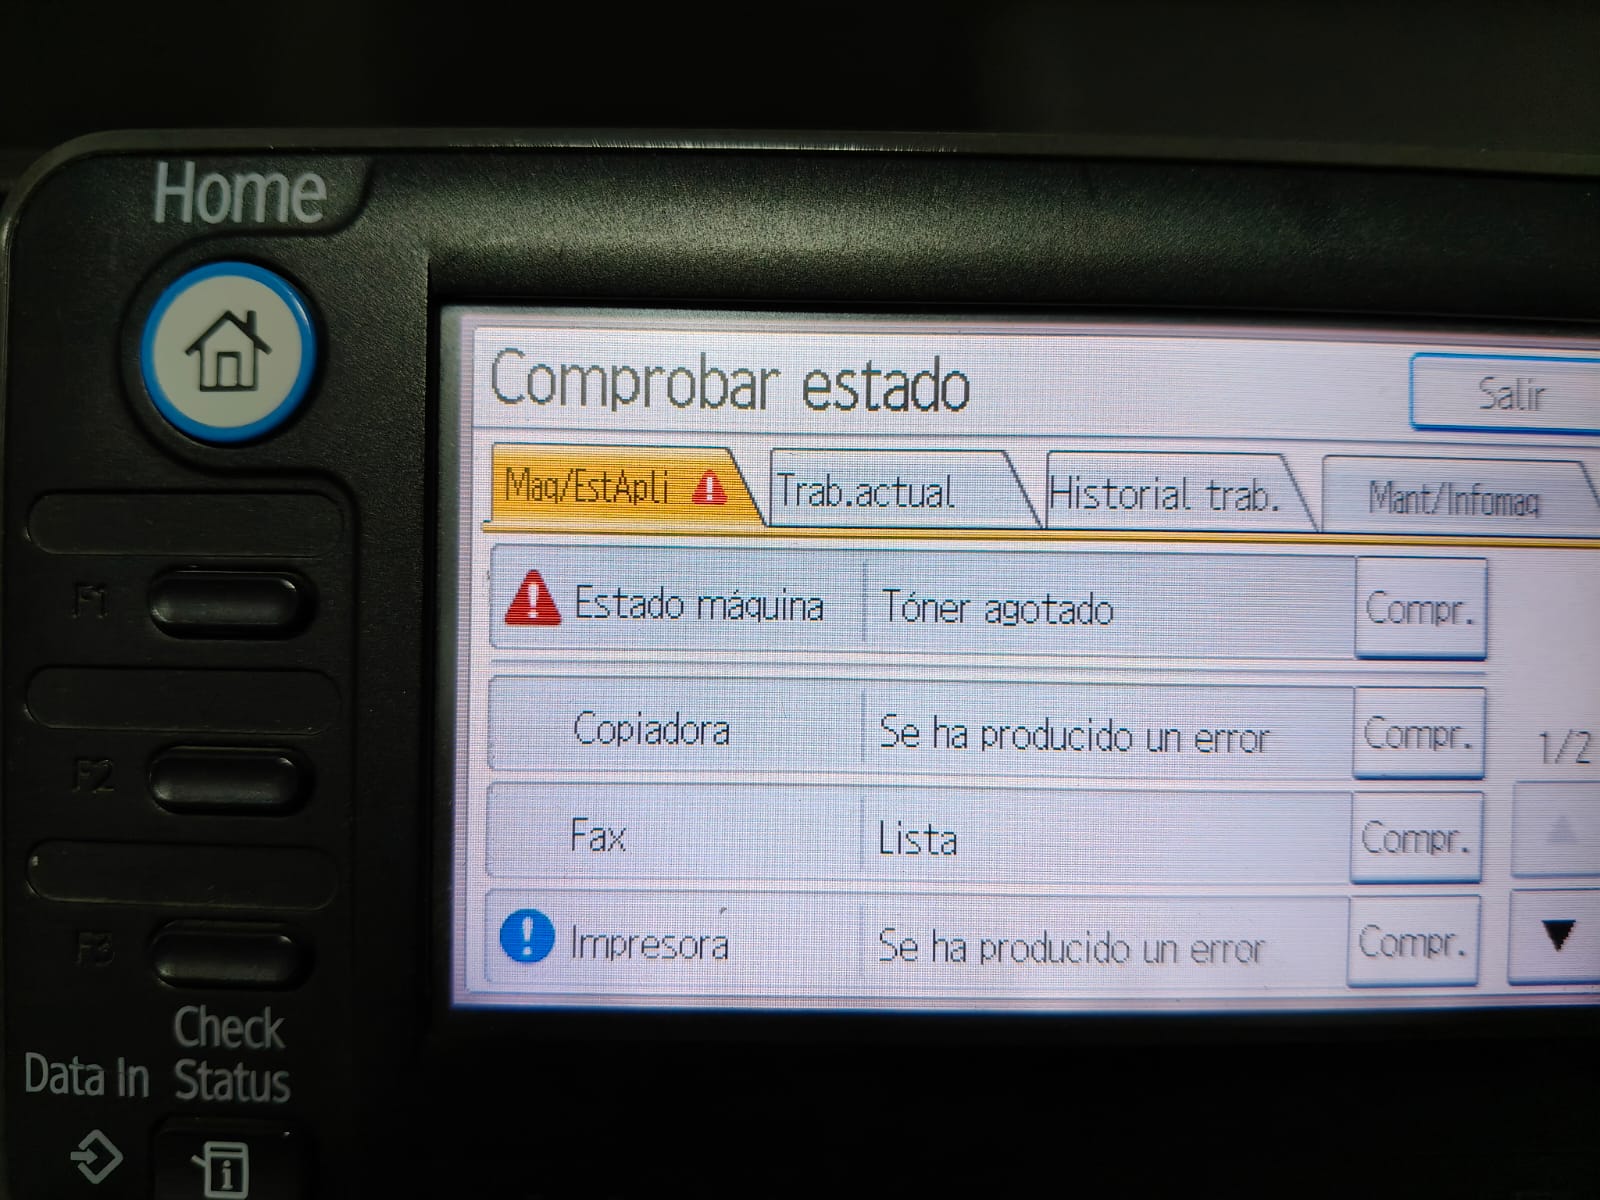 Home
Comprobar estado
Salir
Maq/EstApli
Trab.actual
Historial trab.
Mant/Infomaq
Estado máquina
Tóner agotado
Compr.
Copiadora
Se ha producido un error
Compr.
1/2
Fax
Lista
Compr.
Impresora
Se ha producido un error
Compr.
F1
F2
F3
Check
Data In Status